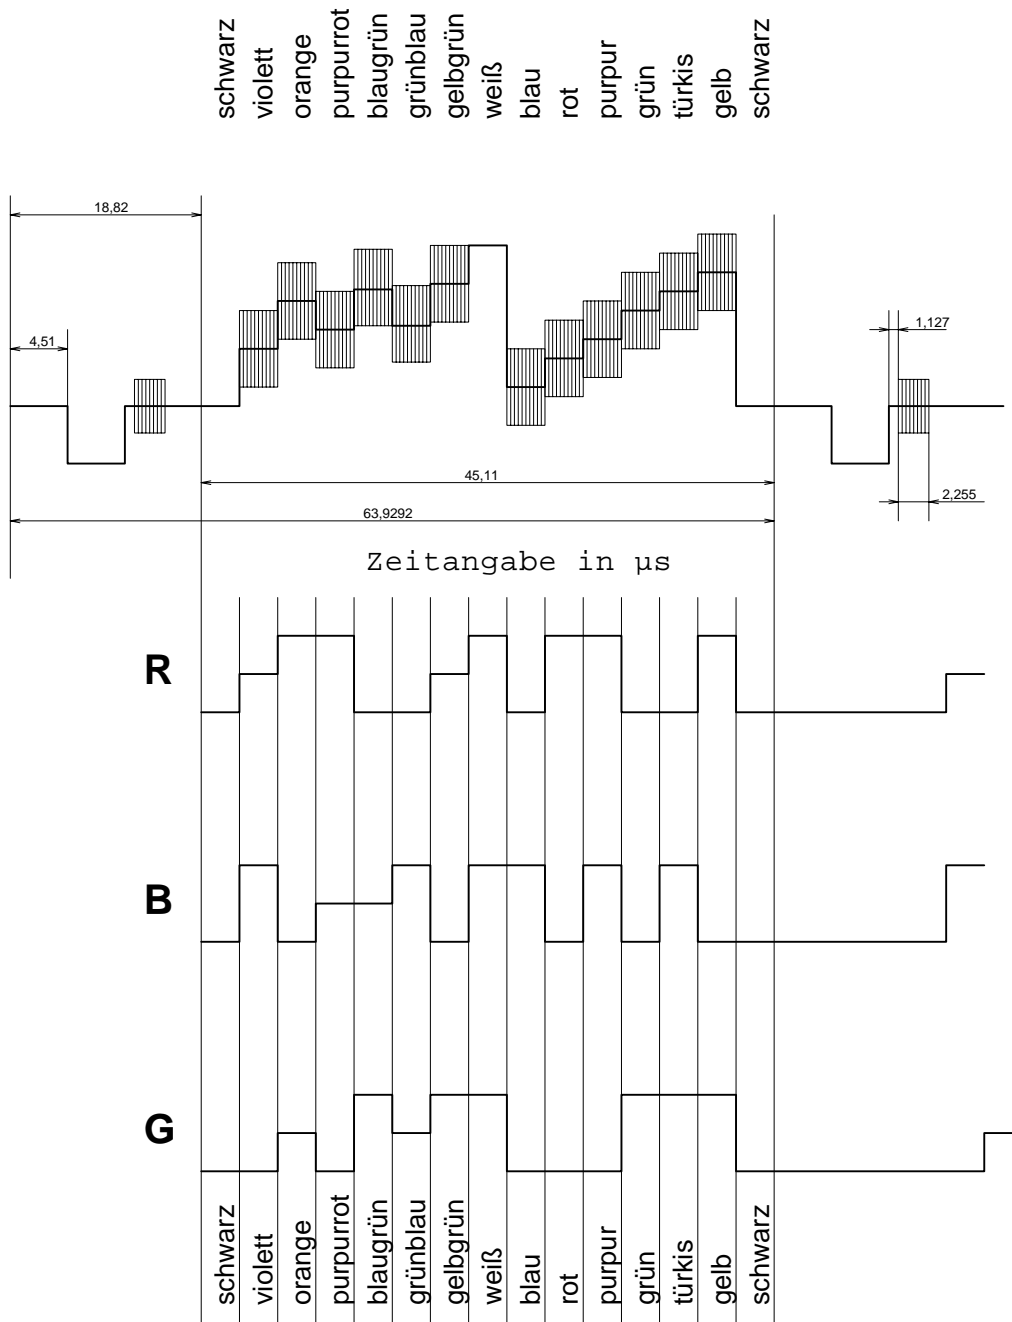 schwarz
violett
orange
purpurrot
blaugrün
grünblau
gelbgrün
weiß
blau
rot
purpur
grün
türkis
gelb
schwarz
18,82
4,51
1,127
45,11
2,255
63,9292
Zeitangabe in µs
R
B
G
schwarz
violett
orange
purpurrot
blaugrün
grünblau
gelbgrün
weiß
blau
rot
purpur
grün
türkis
gelb
schwarz